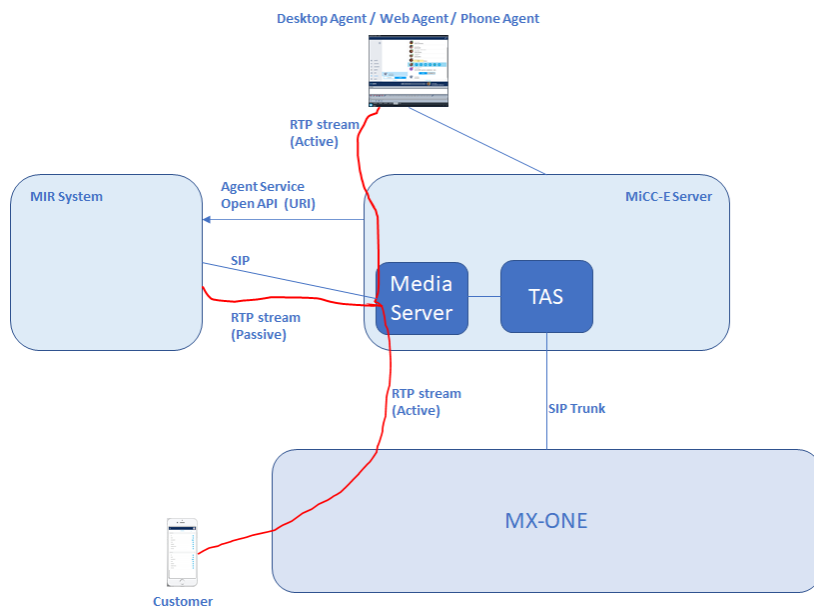 Desktop Agent / Web Agent / Phone Agent
RTP stream
(Active)
MIR System
Agent Service
Open API (URI)
MiCC-E Server
SIP
Media
Server
TAS
RTP stream
(Passive)
RTP stream
(Active)
SIP Trunk
MX-ONE
Customer